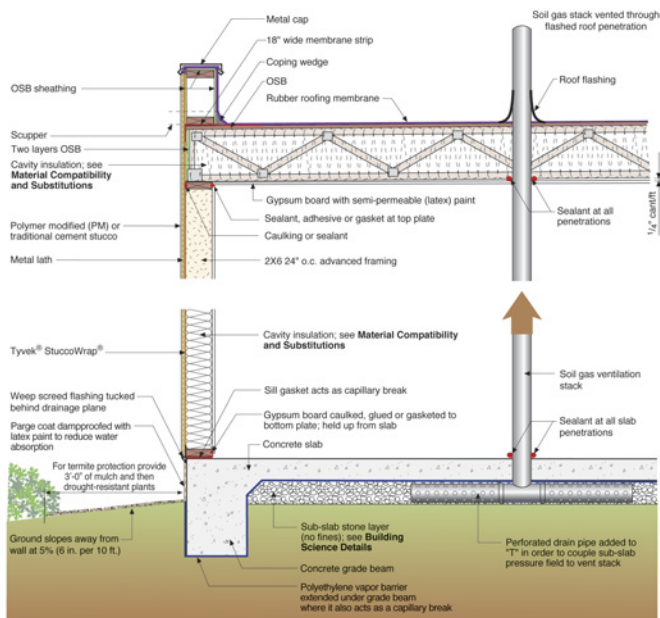 Metal cap
18" wide membrane strip
Coping wedge
OSB
Rubber roofing membrane
Soil gas stack vented through
flashed roof penetration
Roof flashing
OSB sheathing
Scupper
Two layers OSB
Cavity insulation; see
Material Compatibility
and Substitutions
Gypsum board with semi-permeable (latex) paint
Sealant, adhesive or gasket at top plate
Caulking or sealant
Sealant at all
penetrations
1/4" cant/ft
Polymer modified (PM) or
traditional cement stucco
Metal lath
2X6 24" o.c. advanced framing
Cavity insulation; see Material Compatibility
and Substitutions
Tyvek® StuccoWrap®
Soil gas ventilation
stack
Weep screed flashing tucked
behind drainage plane
Sill gasket acts as capillary break
Parge coat dampproofed with
latex paint to reduce water
absorption
Gypsum board caulked, glued or gasketed to
bottom plate; held up from slab
Sealant at all slab
penetrations
Concrete slab
For termite protection provide
3'-0" of mulch and then
drought-resistant plants
Ground slopes away from
wall at 5% (6 in. per 10 ft.)
Sub-slab stone layer
(no fines); see Building
Science Details
Perforated drain pipe added to
"T" in order to couple sub-slab
pressure field to vent stack
Concrete grade beam
Polyethylene vapor barrier
extended under grade beam
where it also acts as a capillary break